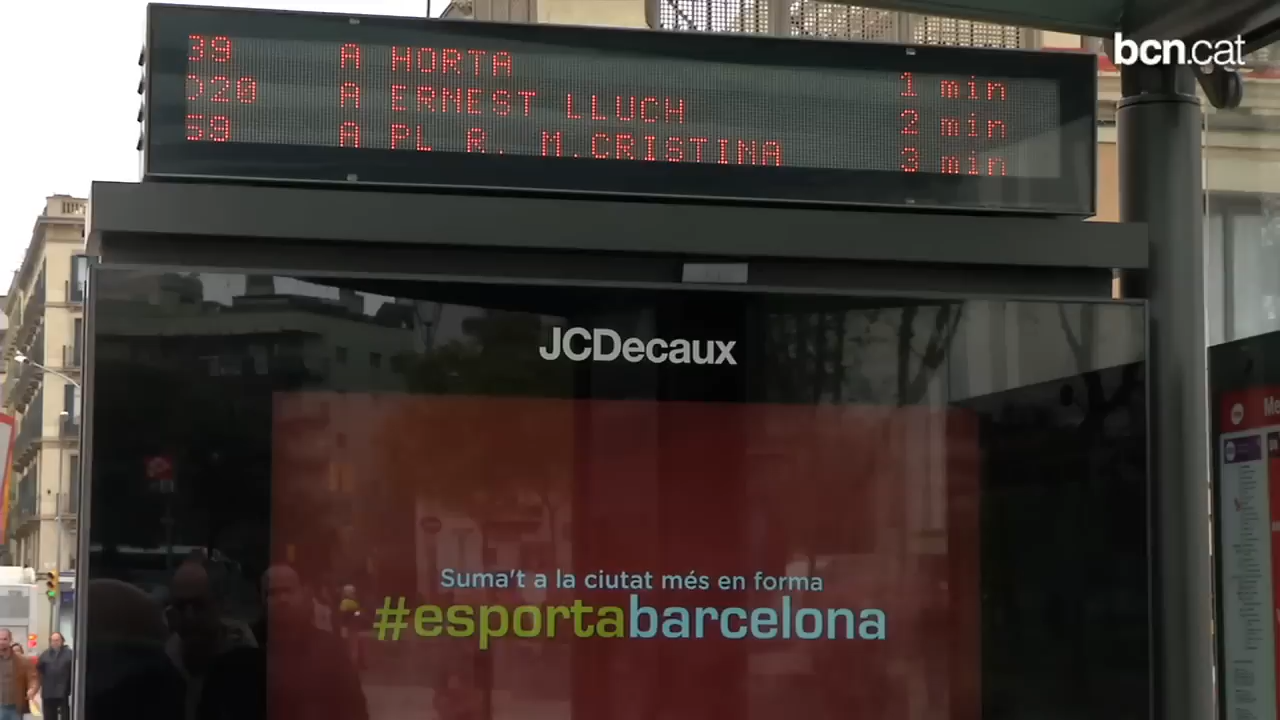 bcn.cat
39 A HORTA 1 min
D20 A ERNEST LLUCH 2 min
59 A PL R. M.CRISTINA 3 min
JCDecaux
Suma't a la ciutat més en forma
#esportabarcelona